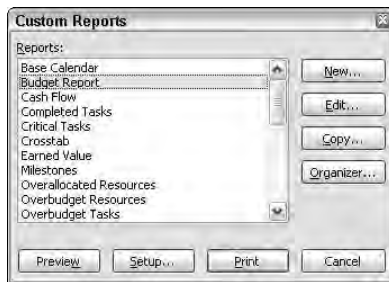 Custom Reports
Reports:
Base Calendar
Budget Report
Cash Flow
Completed Tasks
Critical Tasks
Crosstab
Earned Value
Milestones
Overallocated Resources
Overbudget Resources
Overbudget Tasks
New...
Edit...
Copy...
Organizer...
Preview Setup... Print Cancel